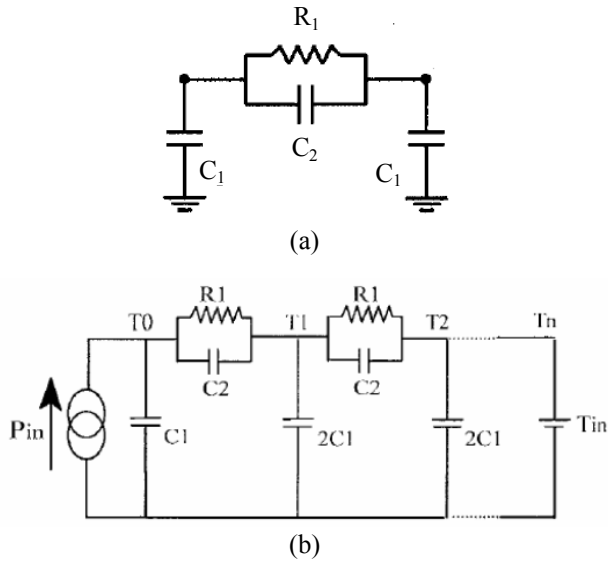 R1
C2
C1 C1
(a)
R1 R1
T0 T1 T2 Tn
C2 C2
Pin C1 2C1 2C1 Tin
(b)